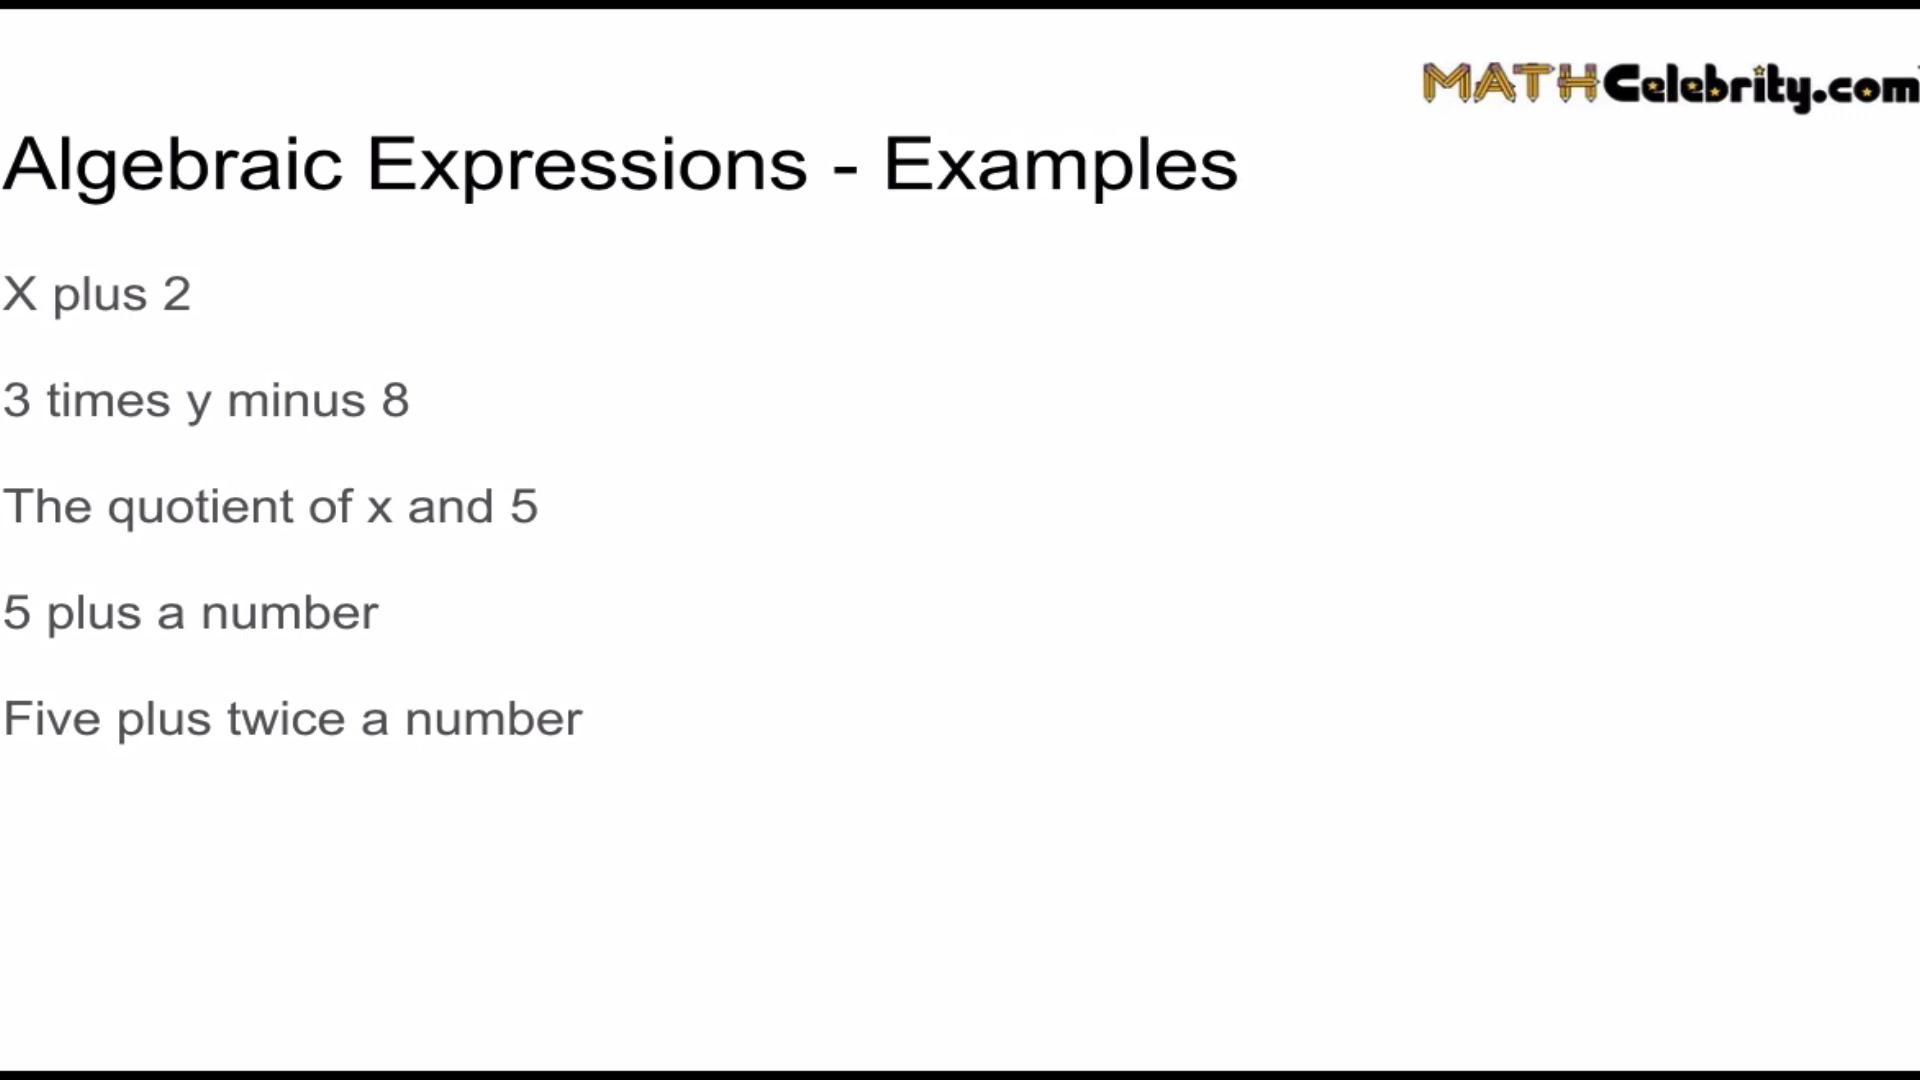 MATHCelebrity.com
Algebraic Expressions - Examples
X plus 2
3 times y minus 8
The quotient of x and 5
5 plus a number
Five plus twice a number